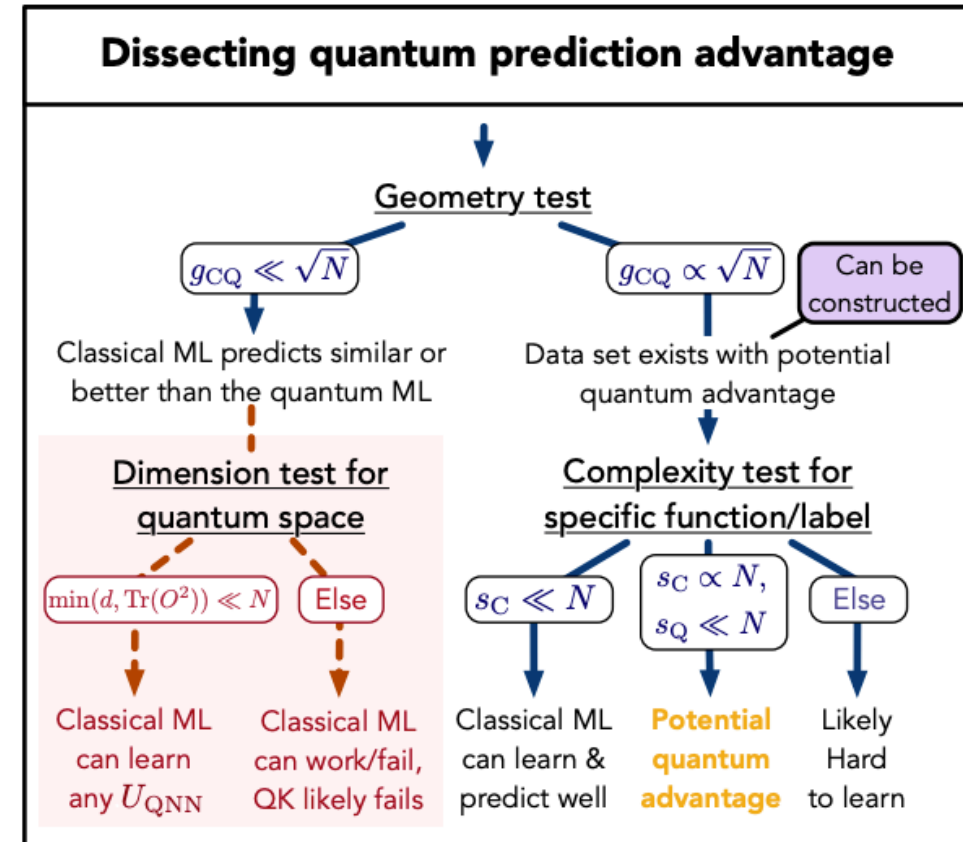 Dissecting quantum prediction advantage
Geometry test
g_CQ ≪ √N
g_CQ ∝ √N
Can be
constructed
Classical ML predicts similar or
better than the quantum ML
Data set exists with potential
quantum advantage
Dimension test for
quantum space
min(d, Tr(O²)) ≪ N
Else
Classical ML
can learn
any U_QNN
Classical ML
can work/fail,
QK likely fails
Complexity test for
specific function/label
s_C ≪ N
s_C ∝ N,
s_Q ≪ N
Else
Classical ML
can learn &
predict well
Potential
quantum
advantage
Likely
Hard
to learn